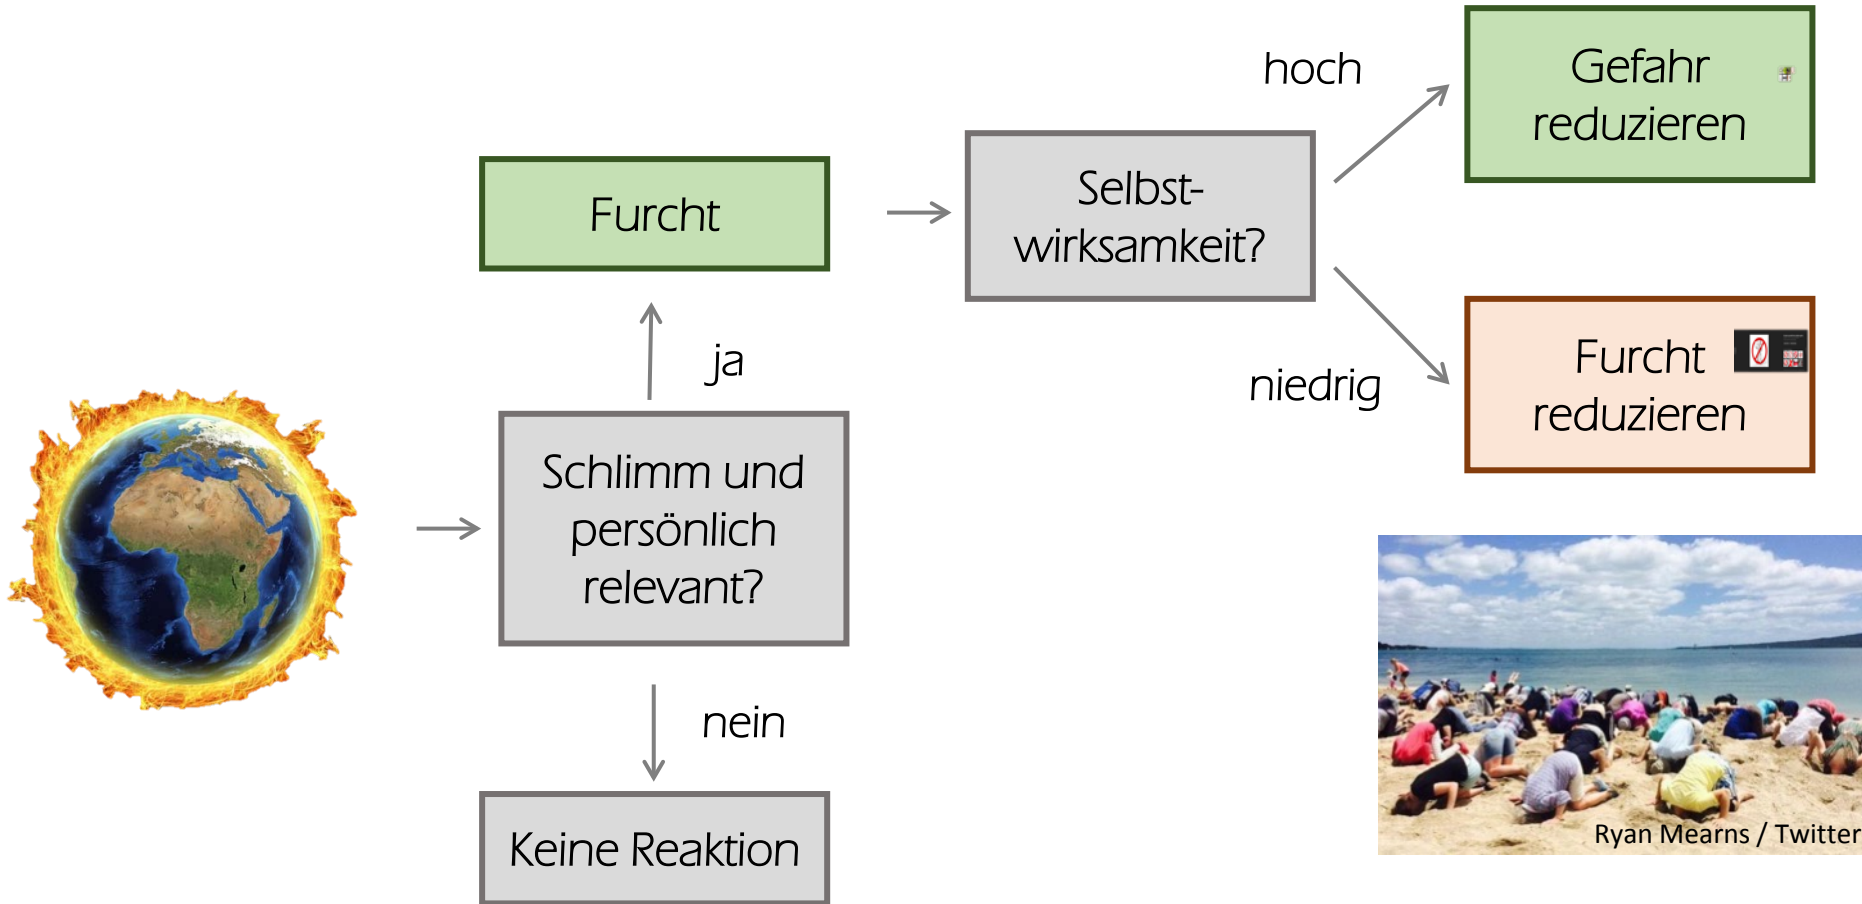 hoch
Gefahr
reduzieren
Furcht
Selbst-
wirksamkeit?
ja
niedrig
Furcht
reduzieren
Schlimm und
persönlich
relevant?
nein
Keine Reaktion
Ryan Mearns / Twitter